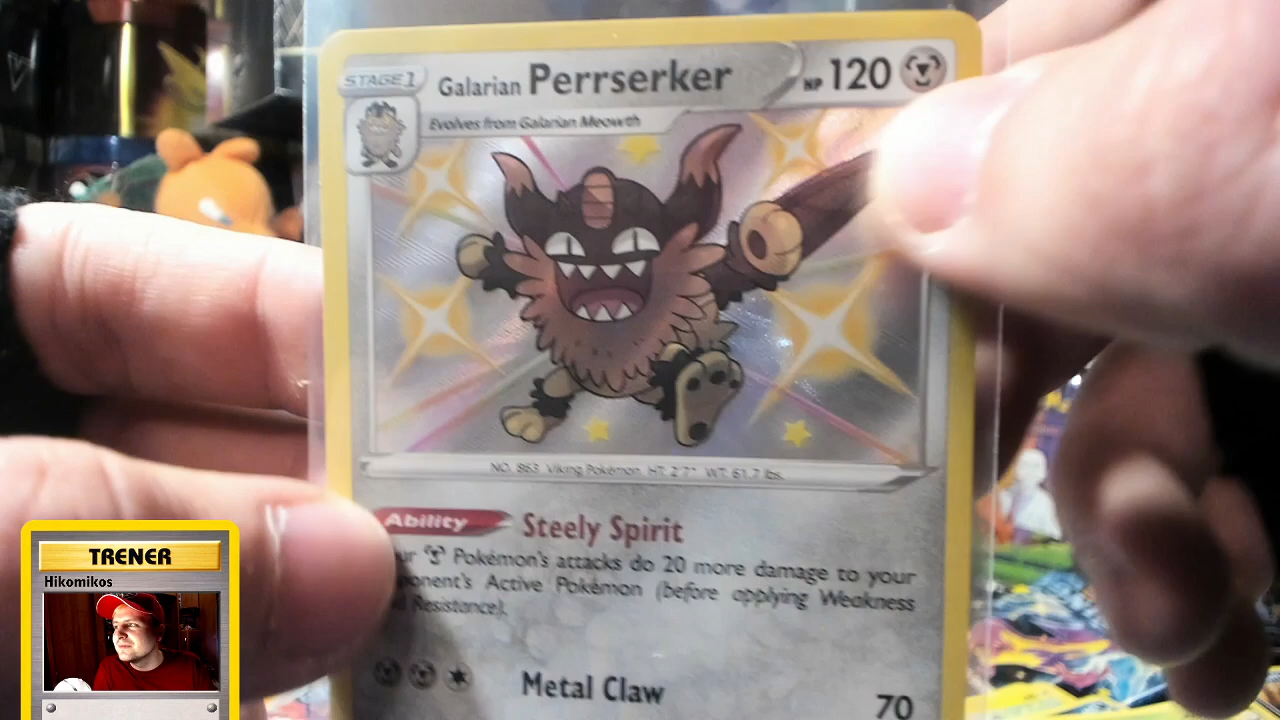 STAGE 1
Galarian Perrserker HP 120
Evolves from Galarian Meowth
NO. 863 Viking Pokémon HT: 2'7" WT: 61.7 lbs.
Ability Steely Spirit
Pokémon's attacks do 20 more damage to your
Active Pokémon (before applying Weakness
Resistance).
Metal Claw 70
TRENER
Hikomikos